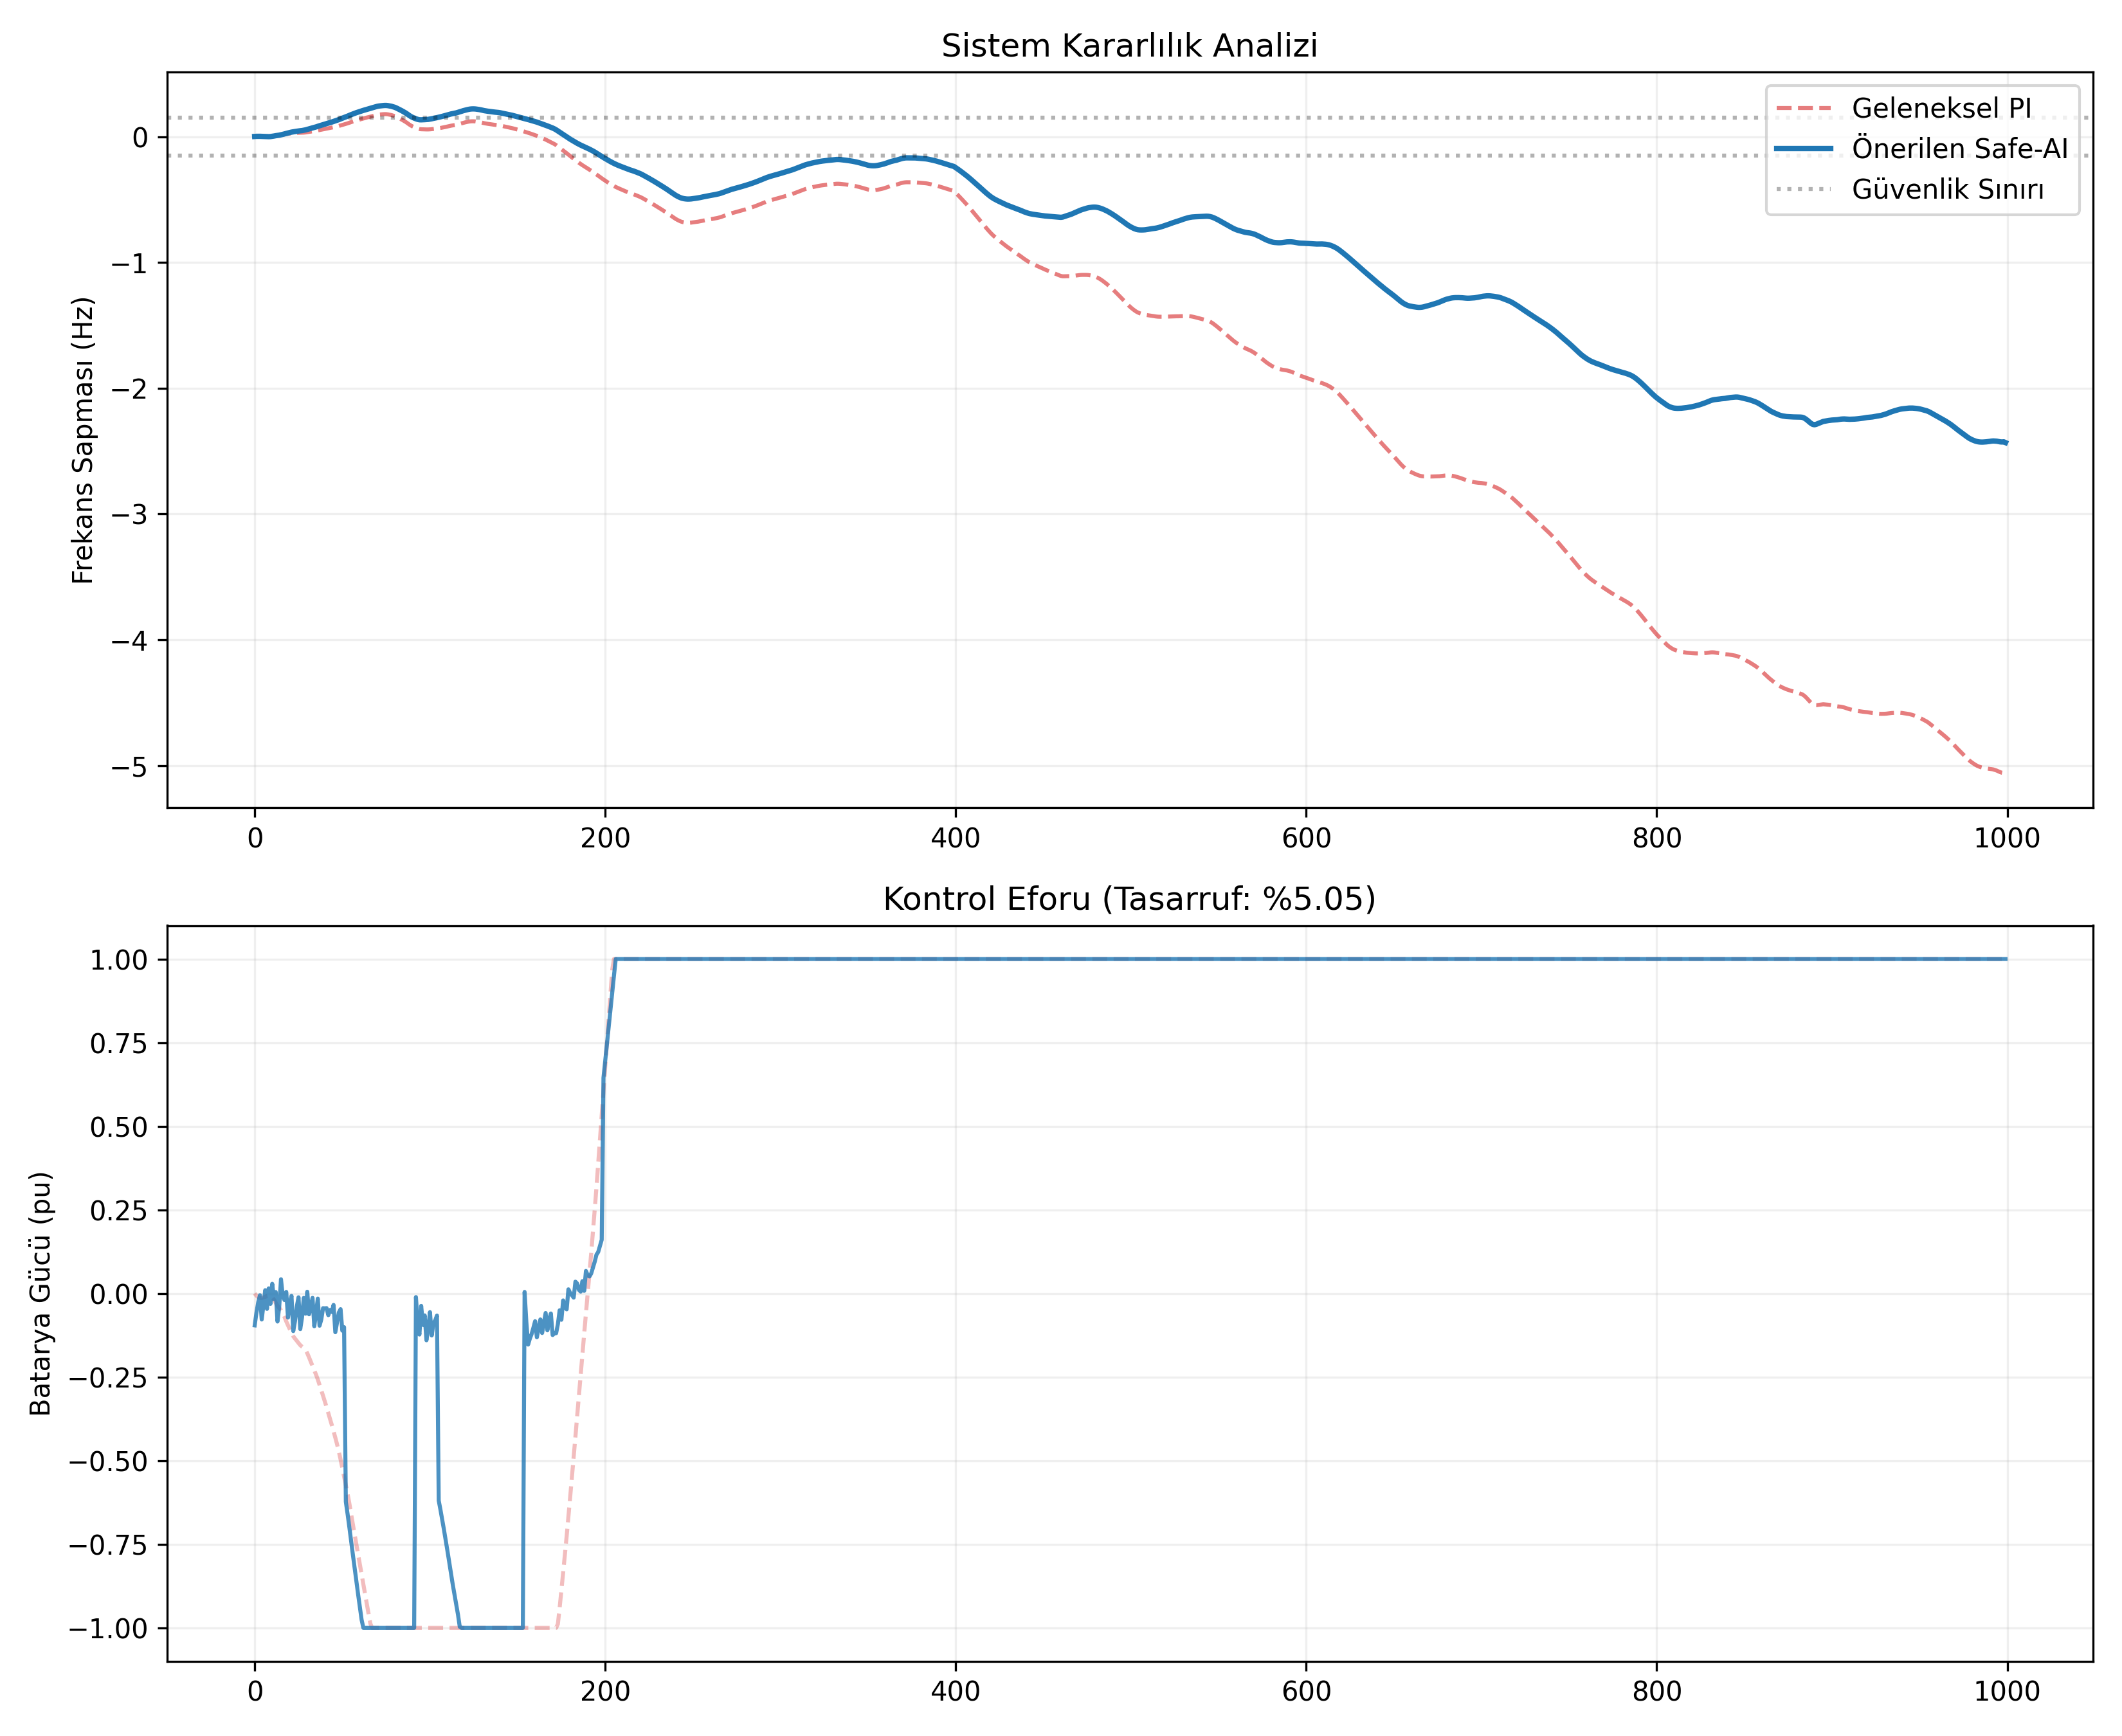 Sistem Kararlılık Analizi
Geleneksel PI
Önerilen Safe-AI
Güvenlik Sınırı
Frekans Sapması (Hz)
0
−1
−2
−3
−4
−5
0 200 400 600 800 1000
Kontrol Eforu (Tasarruf: %5.05)
Batarya Gücü (pu)
1.00
0.75
0.50
0.25
0.00
−0.25
−0.50
−0.75
−1.00
0 200 400 600 800 1000